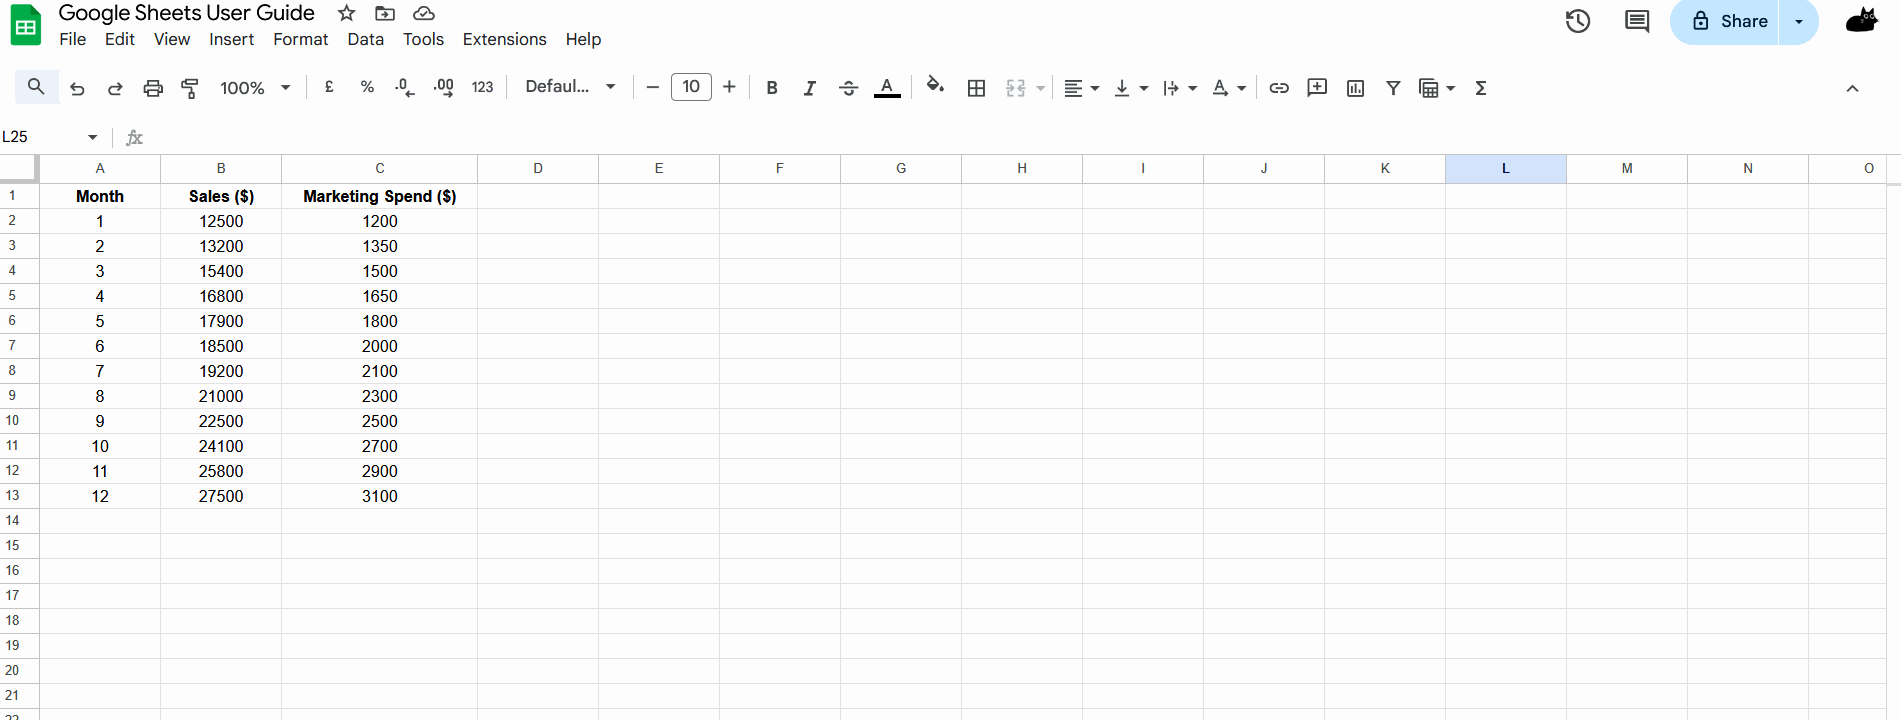 Google Sheets User Guide
File Edit View Insert Format Data Tools Extensions Help
Share
100% £ % .0 .00 123 Defaul... 10 B I A A Σ
L25 fx
A B C D E F G H I J K L M N O
1 Month Sales ($) Marketing Spend ($)
2 1 12500 1200
3 2 13200 1350
4 3 15400 1500
5 4 16800 1650
6 5 17900 1800
7 6 18500 2000
8 7 19200 2100
9 8 21000 2300
10 9 22500 2500
11 10 24100 2700
12 11 25800 2900
13 12 27500 3100
14
15
16
17
18
19
20
21
22